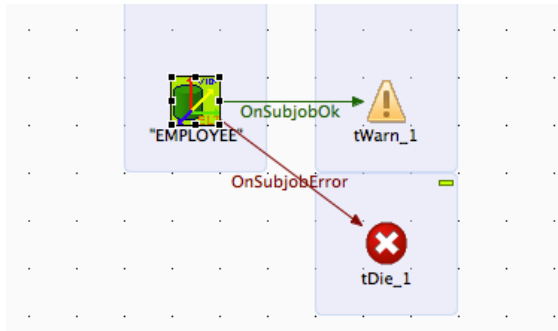 OnSubjobOk
"EMPLOYEE"
tWarn_1
OnSubjobError
tDie_1